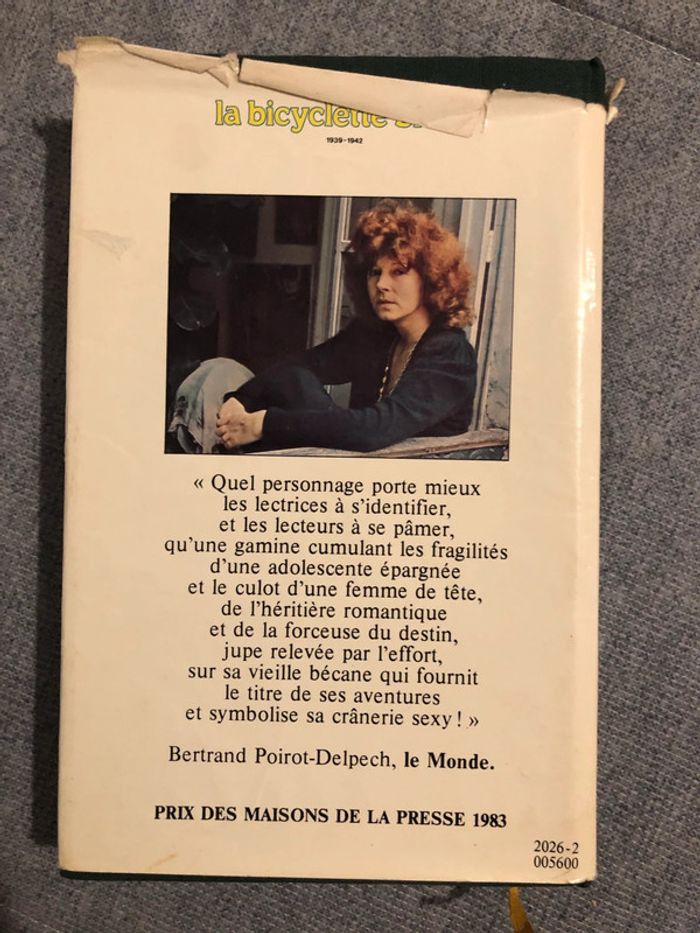 la bicyclette
1939-1942
« Quel personnage porte mieux
les lectrices à s'identifier,
et les lecteurs à se pâmer,
qu'une gamine cumulant les fragilités
d'une adolescente épargnée
et le culot d'une femme de tête,
de l'héritière romantique
et de la forceuse du destin,
jupe relevée par l'effort,
sur sa vieille bécane qui fournit
le titre de ses aventures
et symbolise sa crânerie sexy ! »
Bertrand Poirot-Delpech, le Monde.
PRIX DES MAISONS DE LA PRESSE 1983
2026-2
005600